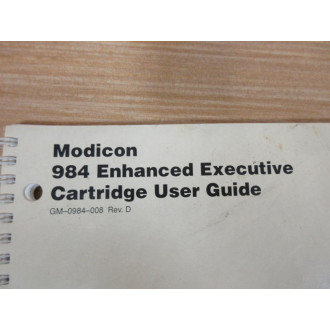 Modicon
984 Enhanced Executive
Cartridge User Guide
GM–0984–008 Rev. D